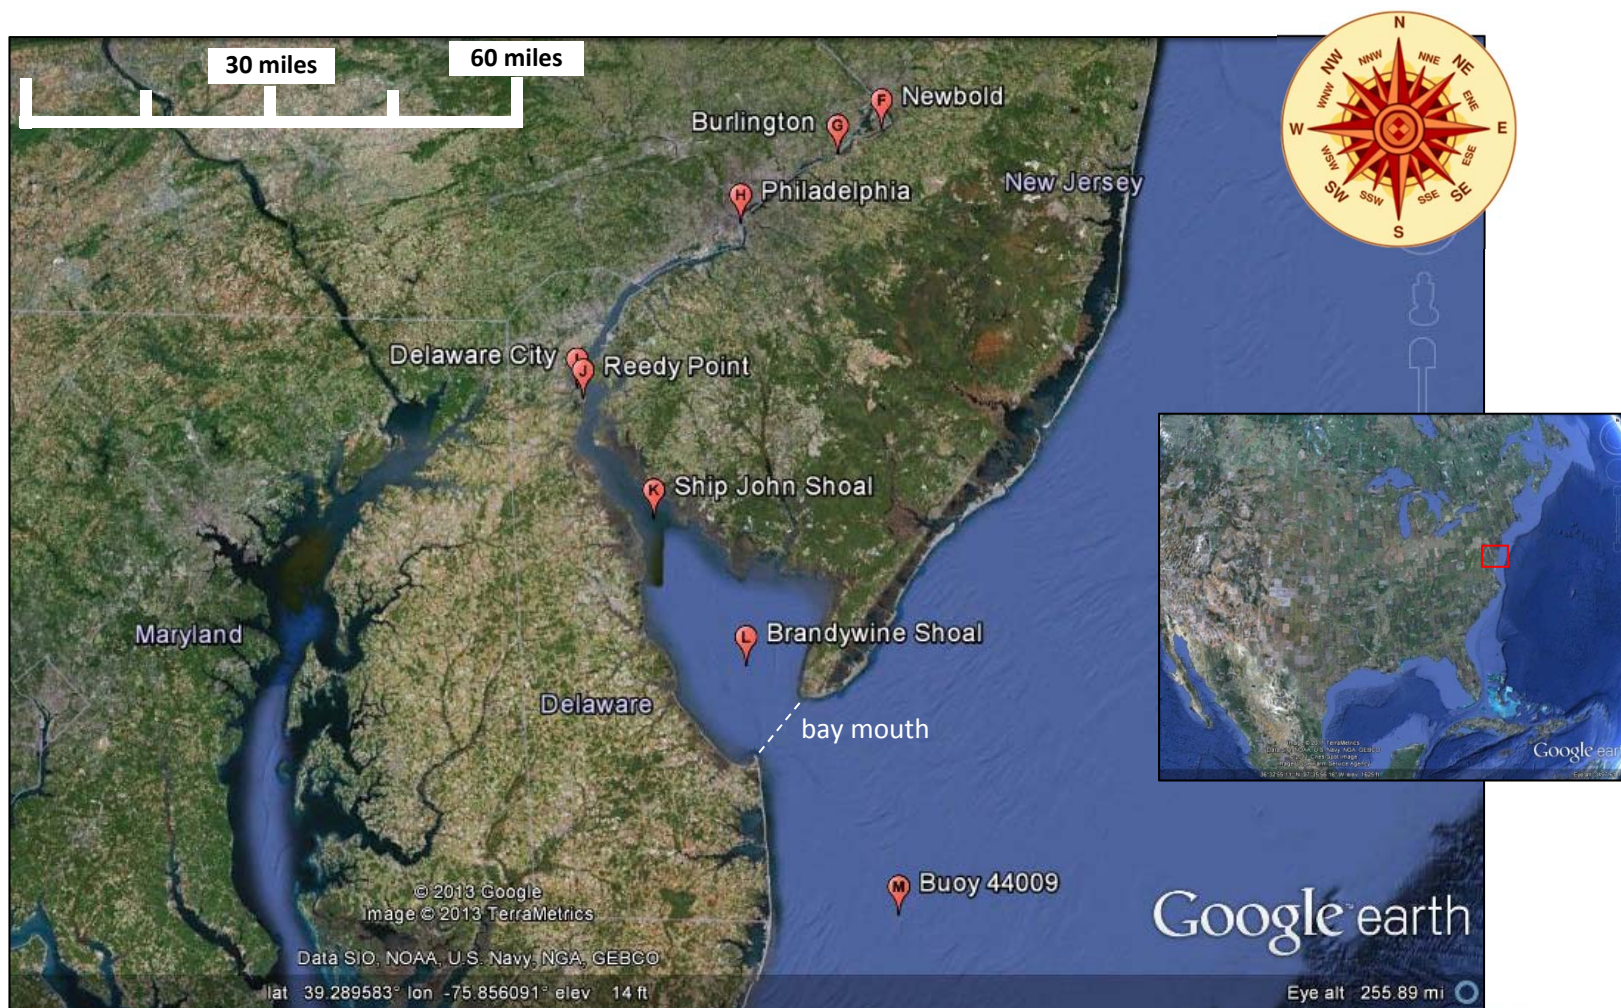 30 miles
60 miles
N
NNE
NE
ENE
E
ESE
SE
SSE
S
SSW
SW
WSW
W
WNW
NW
NNW
F Newbold
Burlington G
H Philadelphia
New Jersey
Delaware City
J Reedy Point
K Ship John Shoal
Maryland
L Brandywine Shoal
Delaware
bay mouth
M Buoy 44009
© 2013 Google
Image © 2013 TerraMetrics
Data SIO, NOAA, U.S. Navy, NGA, GEBCO
lat 39.289583° lon -75.856091° elev 14 ft
Google earth
Eye alt 255.89 mi
Google ear